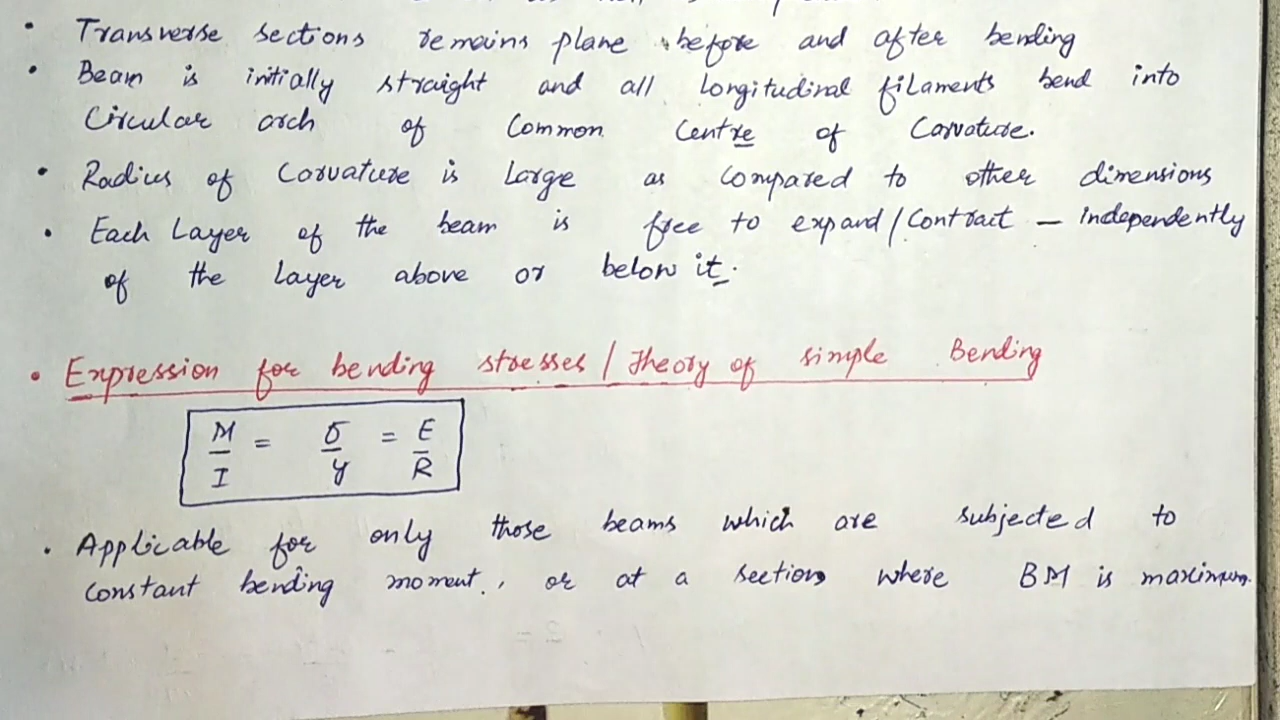 • Transverse sections remains plane before and after bending
• Beam is initially straight and all longitudinal filaments bend into
Circular arch of Common Centre of Carvature.
• Radius of Corvature is Large as compared to other dimensions
• Each Layer of the beam is free to expand/Contract – independently
of the Layer above or below it.
• Expression for bending stresses / Theory of simple Bending
M/I = σ/y = E/R
• Applicable for only those beams which are subjected to
constant bending moment, or at a section where BM is maximum.